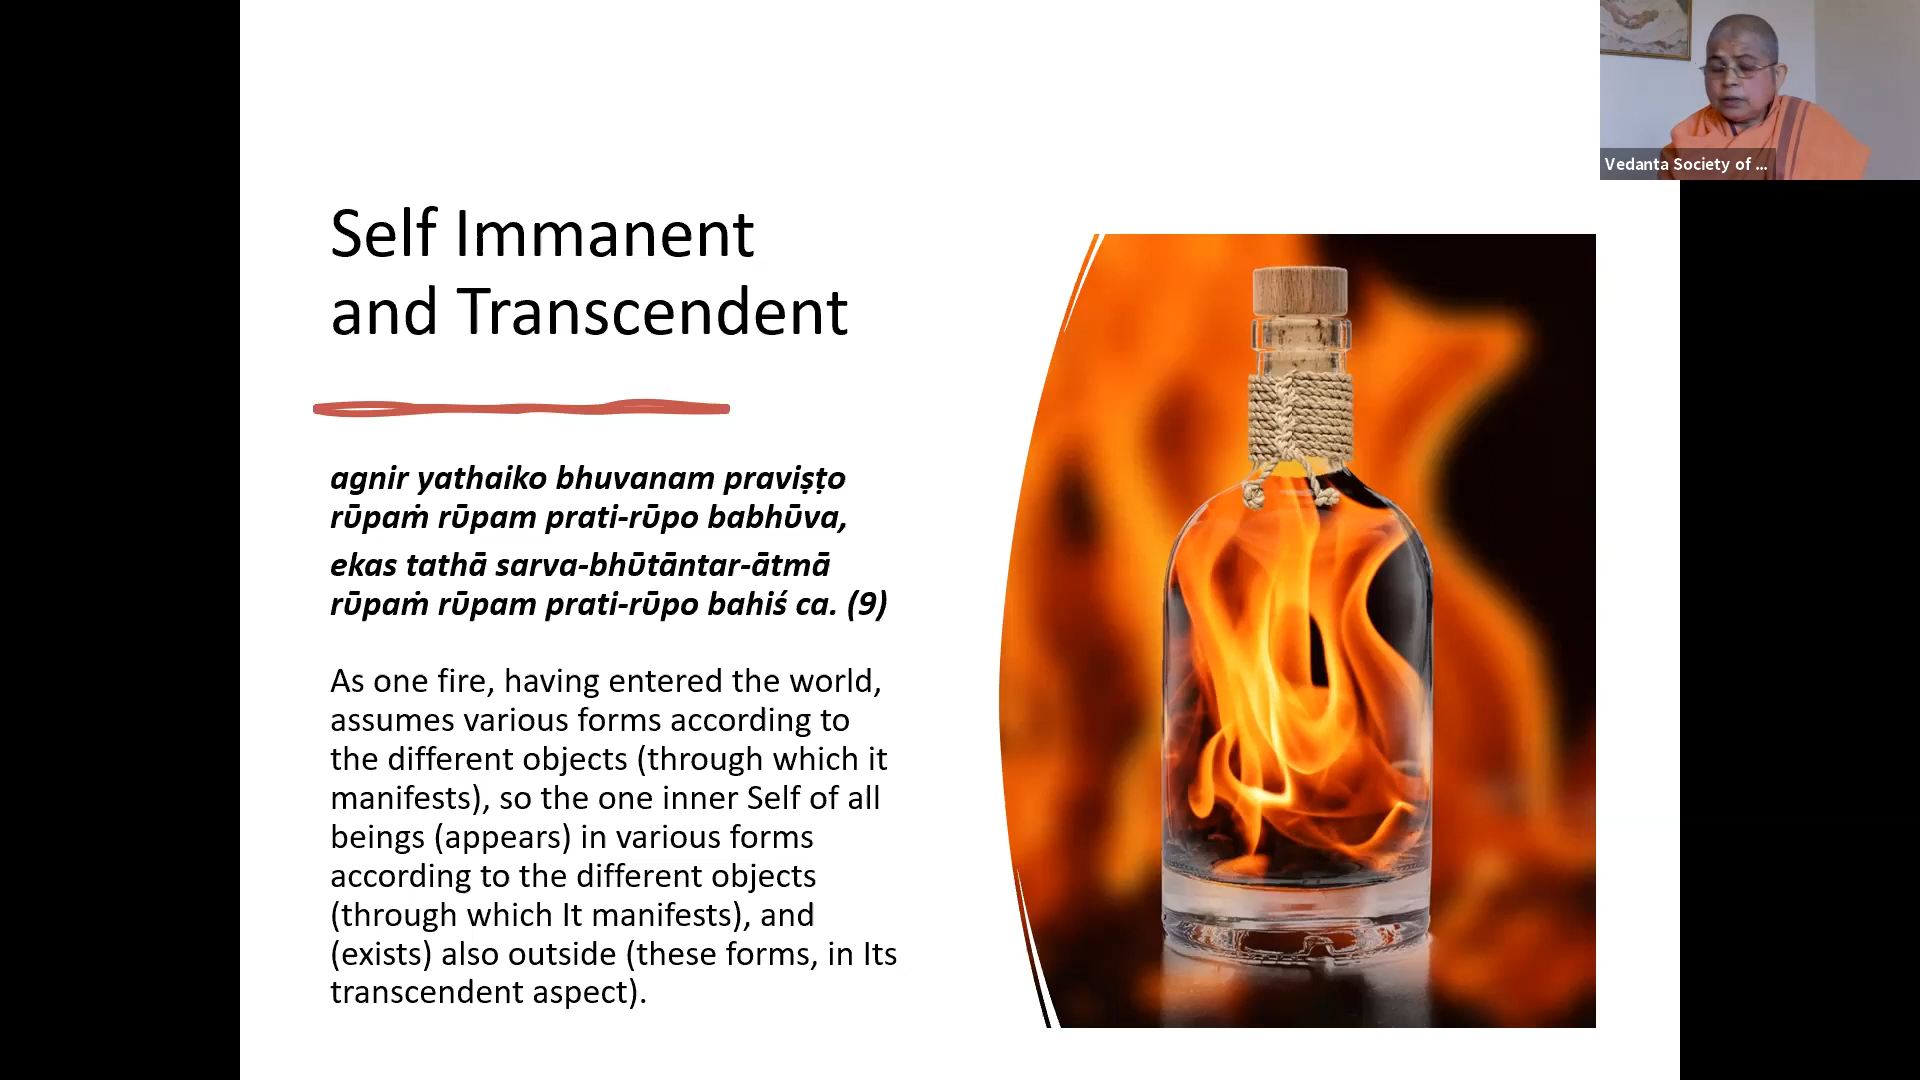 Vedanta Society of ...
Self Immanent
and Transcendent
agnir yathaiko bhuvanam praviṣṭo
rūpaṁ rūpam prati-rūpo babhūva,
ekas tathā sarva-bhūtāntar-ātmā
rūpaṁ rūpam prati-rūpo bahiś ca. (9)
As one fire, having entered the world,
assumes various forms according to
the different objects (through which it
manifests), so the one inner Self of all
beings (appears) in various forms
according to the different objects
(through which It manifests), and
(exists) also outside (these forms, in Its
transcendent aspect).